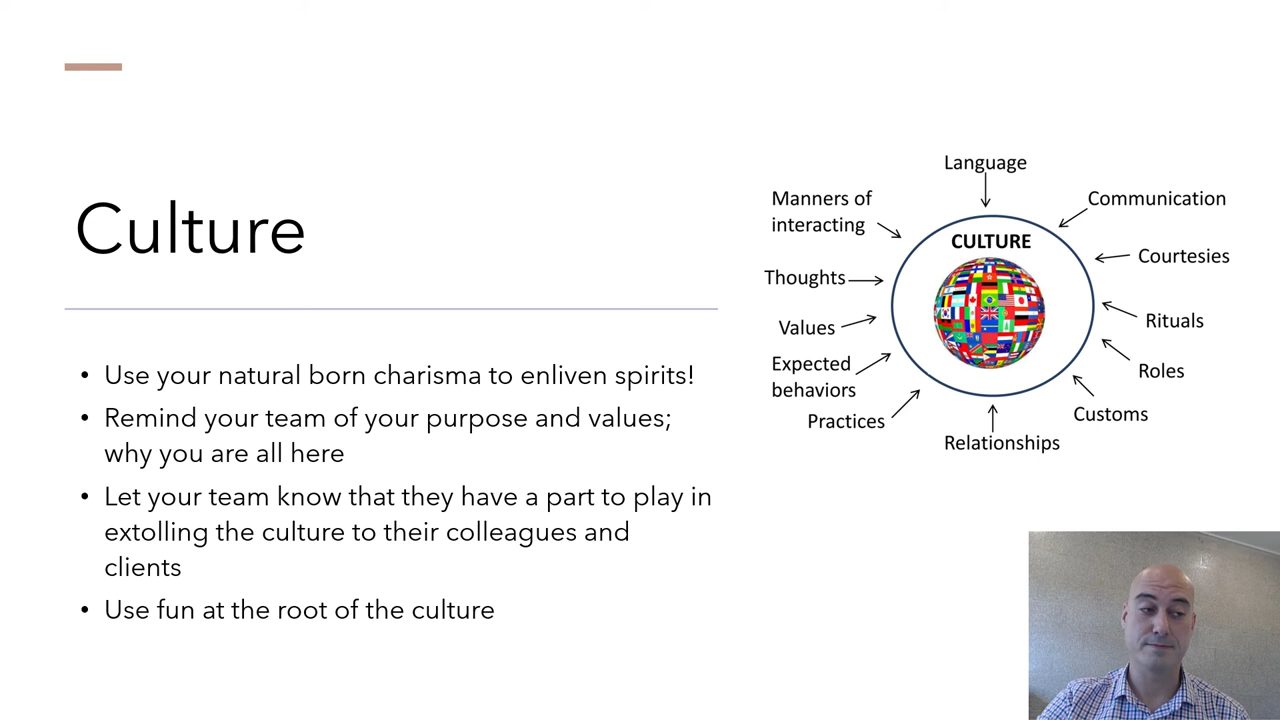 Culture
• Use your natural born charisma to enliven spirits!
• Remind your team of your purpose and values;
why you are all here
• Let your team know that they have a part to play in
extolling the culture to their colleagues and
clients
• Use fun at the root of the culture
Language
Manners of
interacting
Communication
CULTURE
Courtesies
Thoughts
Values
Rituals
Expected
behaviors
Roles
Practices
Customs
Relationships